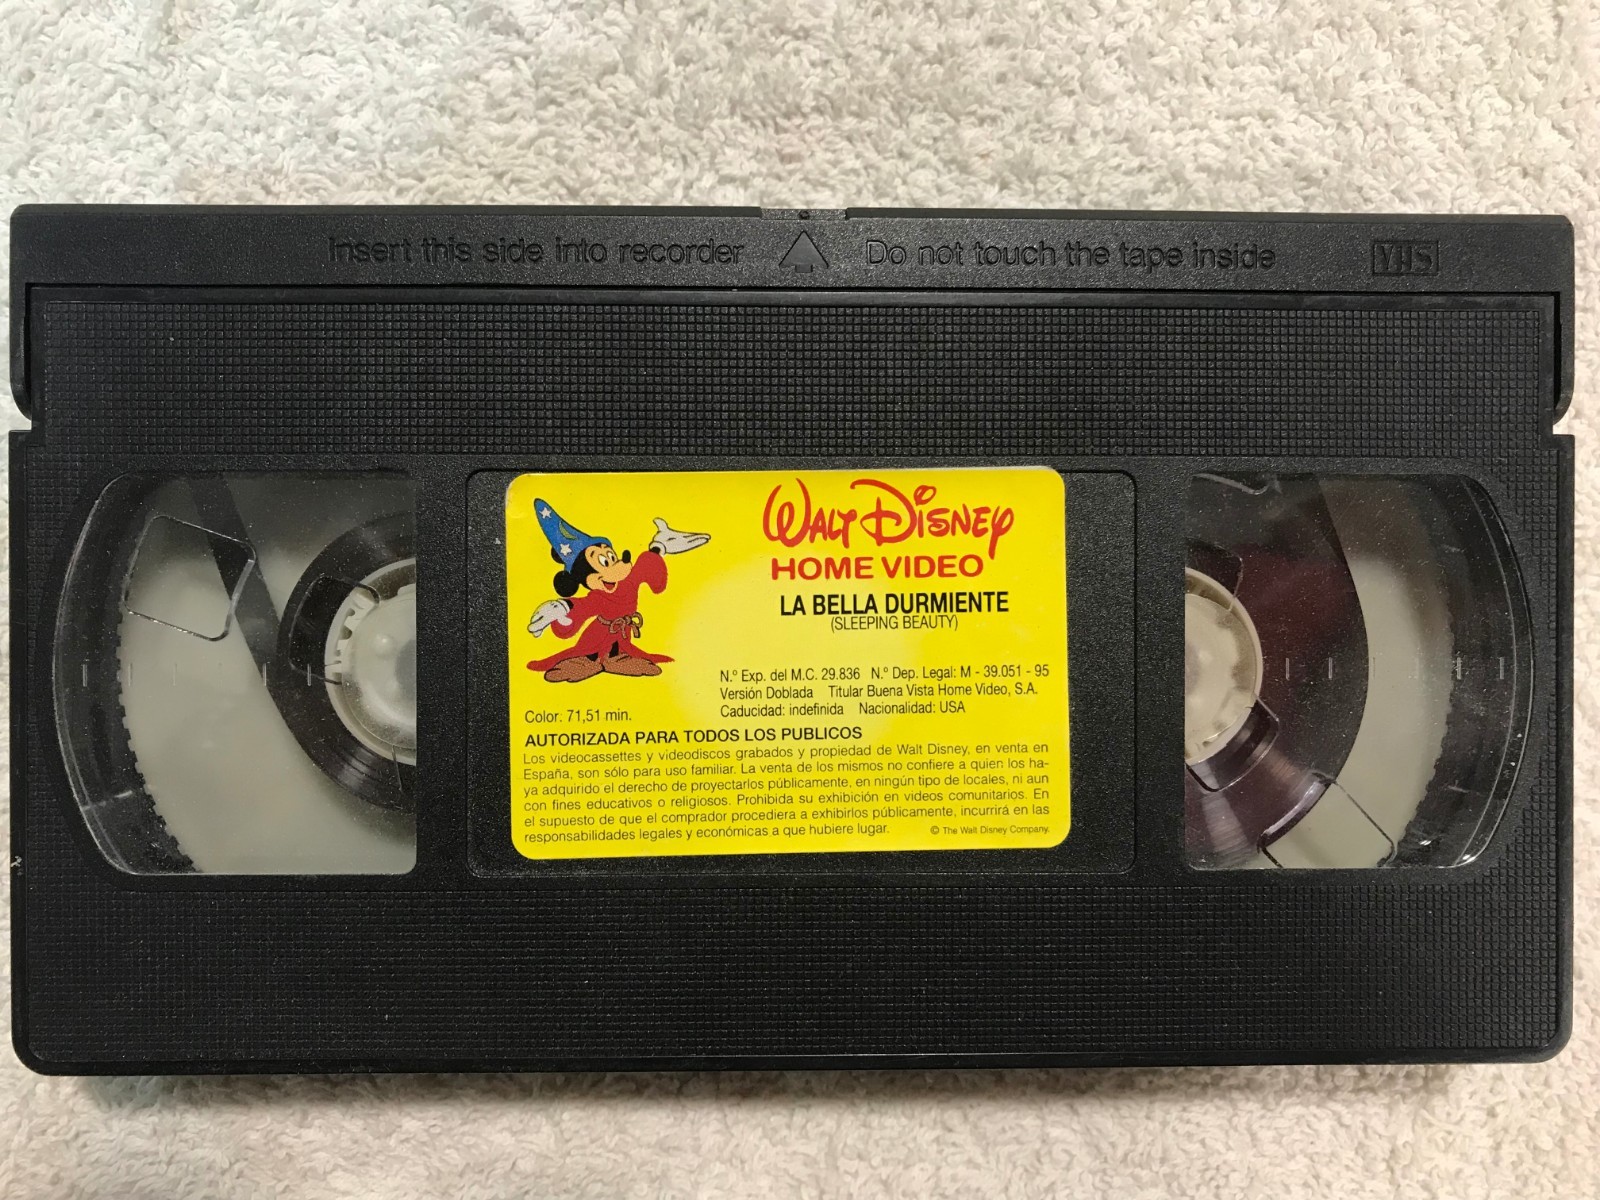 Insert this side into recorder Do not touch the tape inside VHS
WALT DISNEY
HOME VIDEO
LA BELLA DURMIENTE
(SLEEPING BEAUTY)
N.º Exp. del M.C. 29.836 N.º Dep. Legal: M - 39.051 - 95
Versión Doblada Titular Buena Vista Home Video, S.A.
Color: 71,51 min. Caducidad: indefinida Nacionalidad: USA
AUTORIZADA PARA TODOS LOS PUBLICOS
Los videocassettes y videodiscos grabados y propiedad de Walt Disney, en venta en
España, son sólo para uso familiar. La venta de los mismos no confiere a quien los ha-
ya adquirido el derecho de proyectarlos públicamente, en ningún tipo de locales, ni aun
con fines educativos o religiosos. Prohibida su exhibición en videos comunitarios. En
el supuesto de que el comprador procediera a exhibirlos públicamente, incurrirá en las
responsabilidades legales y económicas a que hubiere lugar. © The Walt Disney Company.